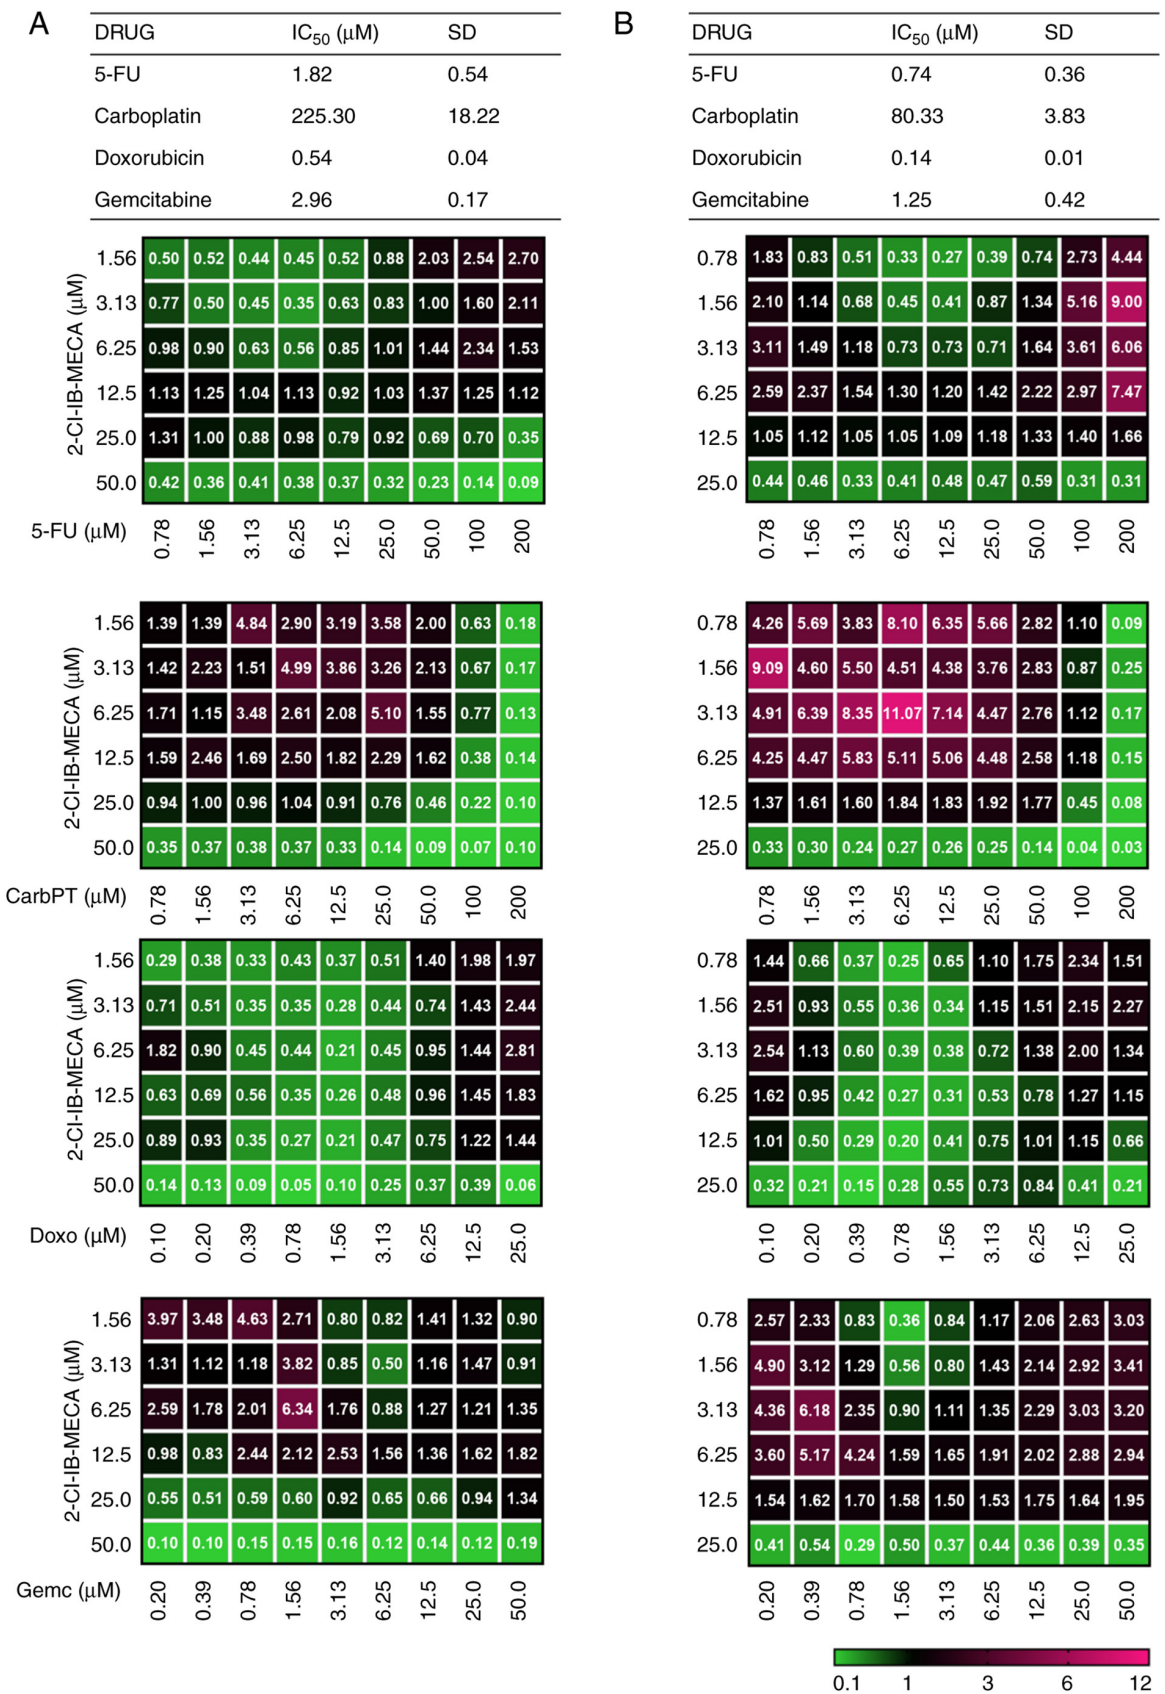 A
DRUG IC50 (μM) SD
5-FU 1.82 0.54
Carboplatin 225.30 18.22
Doxorubicin 0.54 0.04
Gemcitabine 2.96 0.17
2-Cl-IB-MECA (μM)
1.56 0.50 0.52 0.44 0.45 0.52 0.88 2.03 2.54 2.70
3.13 0.77 0.50 0.45 0.35 0.63 0.83 1.00 1.60 2.11
6.25 0.98 0.90 0.63 0.56 0.85 1.01 1.44 2.34 1.53
12.5 1.13 1.25 1.04 1.13 0.92 1.03 1.37 1.25 1.12
25.0 1.31 1.00 0.88 0.98 0.79 0.92 0.69 0.70 0.35
50.0 0.42 0.36 0.41 0.38 0.37 0.32 0.23 0.14 0.09
5-FU (μM) 0.78 1.56 3.13 6.25 12.5 25.0 50.0 100 200
2-Cl-IB-MECA (μM)
1.56 1.39 1.39 4.84 2.90 3.19 3.58 2.00 0.63 0.18
3.13 1.42 2.23 1.51 4.99 3.86 3.26 2.13 0.67 0.17
6.25 1.71 1.15 3.48 2.61 2.08 5.10 1.55 0.77 0.13
12.5 1.59 2.46 1.69 2.50 1.82 2.29 1.62 0.38 0.14
25.0 0.94 1.00 0.96 1.04 0.91 0.76 0.46 0.22 0.10
50.0 0.35 0.37 0.38 0.37 0.33 0.14 0.09 0.07 0.10
CarbPT (μM) 0.78 1.56 3.13 6.25 12.5 25.0 50.0 100 200
2-Cl-IB-MECA (μM)
1.56 0.29 0.38 0.33 0.43 0.37 0.51 1.40 1.98 1.97
3.13 0.71 0.51 0.35 0.35 0.28 0.44 0.74 1.43 2.44
6.25 1.82 0.90 0.45 0.44 0.21 0.45 0.95 1.44 2.81
12.5 0.63 0.69 0.56 0.35 0.26 0.48 0.96 1.45 1.83
25.0 0.89 0.93 0.35 0.27 0.21 0.47 0.75 1.22 1.44
50.0 0.14 0.13 0.09 0.05 0.10 0.25 0.37 0.39 0.06
Doxo (μM) 0.10 0.20 0.39 0.78 1.56 3.13 6.25 12.5 25.0
2-Cl-IB-MECA (μM)
1.56 3.97 3.48 4.63 2.71 0.80 0.82 1.41 1.32 0.90
3.13 1.31 1.12 1.18 3.82 0.85 0.50 1.16 1.47 0.91
6.25 2.59 1.78 2.01 6.34 1.76 0.88 1.27 1.21 1.35
12.5 0.98 0.83 2.44 2.12 2.53 1.56 1.36 1.62 1.82
25.0 0.55 0.51 0.59 0.60 0.92 0.65 0.66 0.94 1.34
50.0 0.10 0.10 0.15 0.15 0.16 0.12 0.14 0.12 0.19
Gemc (μM) 0.20 0.39 0.78 1.56 3.13 6.25 12.5 25.0 50.0
B
DRUG IC50 (μM) SD
5-FU 0.74 0.36
Carboplatin 80.33 3.83
Doxorubicin 0.14 0.01
Gemcitabine 1.25 0.42
0.78 1.83 0.83 0.51 0.33 0.27 0.39 0.74 2.73 4.44
1.56 2.10 1.14 0.68 0.45 0.41 0.87 1.34 5.16 9.00
3.13 3.11 1.49 1.18 0.73 0.73 0.71 1.64 3.61 6.06
6.25 2.59 2.37 1.54 1.30 1.20 1.42 2.22 2.97 7.47
12.5 1.05 1.12 1.05 1.05 1.09 1.18 1.33 1.40 1.66
25.0 0.44 0.46 0.33 0.41 0.48 0.47 0.59 0.31 0.31
0.78 1.56 3.13 6.25 12.5 25.0 50.0 100 200
0.78 4.26 5.69 3.83 8.10 6.35 5.66 2.82 1.10 0.09
1.56 9.09 4.60 5.50 4.51 4.38 3.76 2.83 0.87 0.25
3.13 4.91 6.39 8.35 11.07 7.14 4.47 2.76 1.12 0.17
6.25 4.25 4.47 5.83 5.11 5.06 4.48 2.58 1.18 0.15
12.5 1.37 1.61 1.60 1.84 1.83 1.92 1.77 0.45 0.08
25.0 0.33 0.30 0.24 0.27 0.26 0.25 0.14 0.04 0.03
0.78 1.56 3.13 6.25 12.5 25.0 50.0 100 200
0.78 1.44 0.66 0.37 0.25 0.65 1.10 1.75 2.34 1.51
1.56 2.51 0.93 0.55 0.36 0.34 1.15 1.51 2.15 2.27
3.13 2.54 1.13 0.60 0.39 0.38 0.72 1.38 2.00 1.34
6.25 1.62 0.95 0.42 0.27 0.31 0.53 0.78 1.27 1.15
12.5 1.01 0.50 0.29 0.20 0.41 0.75 1.01 1.15 0.66
25.0 0.32 0.21 0.15 0.28 0.55 0.73 0.84 0.41 0.21
0.10 0.20 0.39 0.78 1.56 3.13 6.25 12.5 25.0
0.78 2.57 2.33 0.83 0.36 0.84 1.17 2.06 2.63 3.03
1.56 4.90 3.12 1.29 0.56 0.80 1.43 2.14 2.92 3.41
3.13 4.36 6.18 2.35 0.90 1.11 1.35 2.29 3.03 3.20
6.25 3.60 5.17 4.24 1.59 1.65 1.91 2.02 2.88 2.94
12.5 1.54 1.62 1.70 1.58 1.50 1.53 1.75 1.64 1.95
25.0 0.41 0.54 0.29 0.50 0.37 0.44 0.36 0.39 0.35
0.20 0.39 0.78 1.56 3.13 6.25 12.5 25.0 50.0
0.1 1 3 6 12